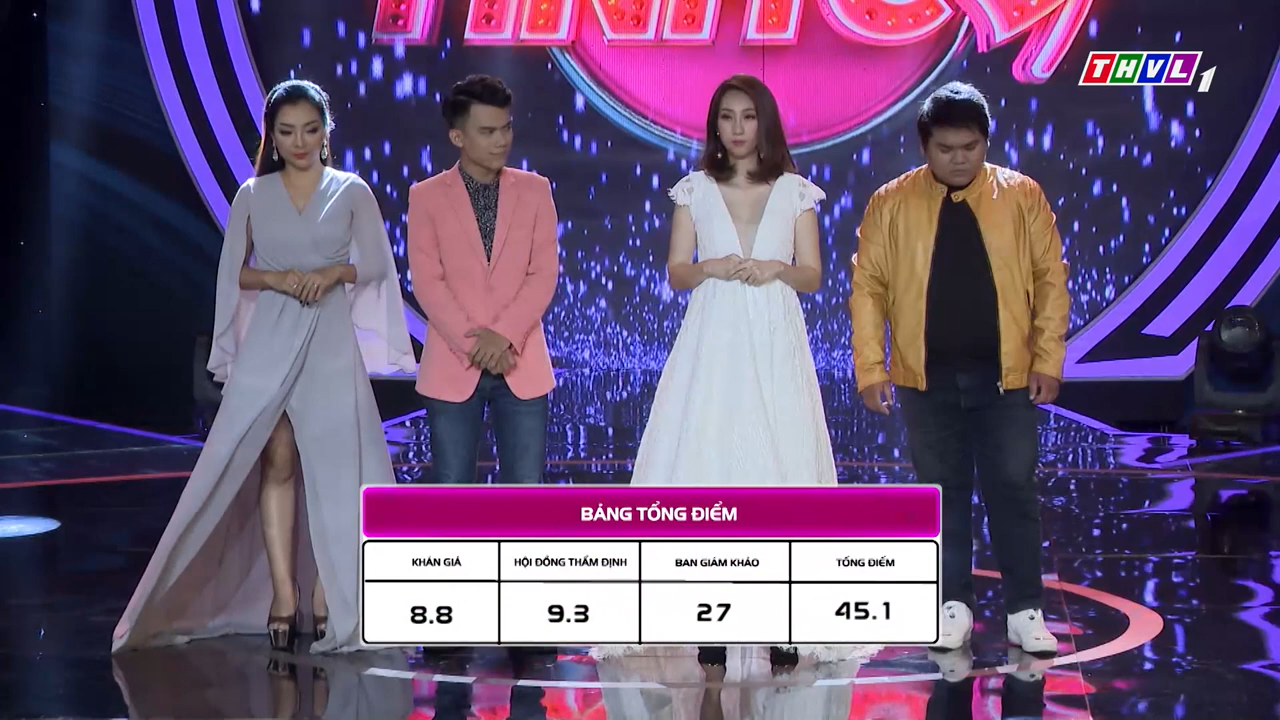 THVL1
BẢNG TỔNG ĐIỂM
KHÁN GIẢ HỘI ĐỒNG THẨM ĐỊNH BAN GIÁM KHẢO TỔNG ĐIỂM
8.8 9.3 27 45.1